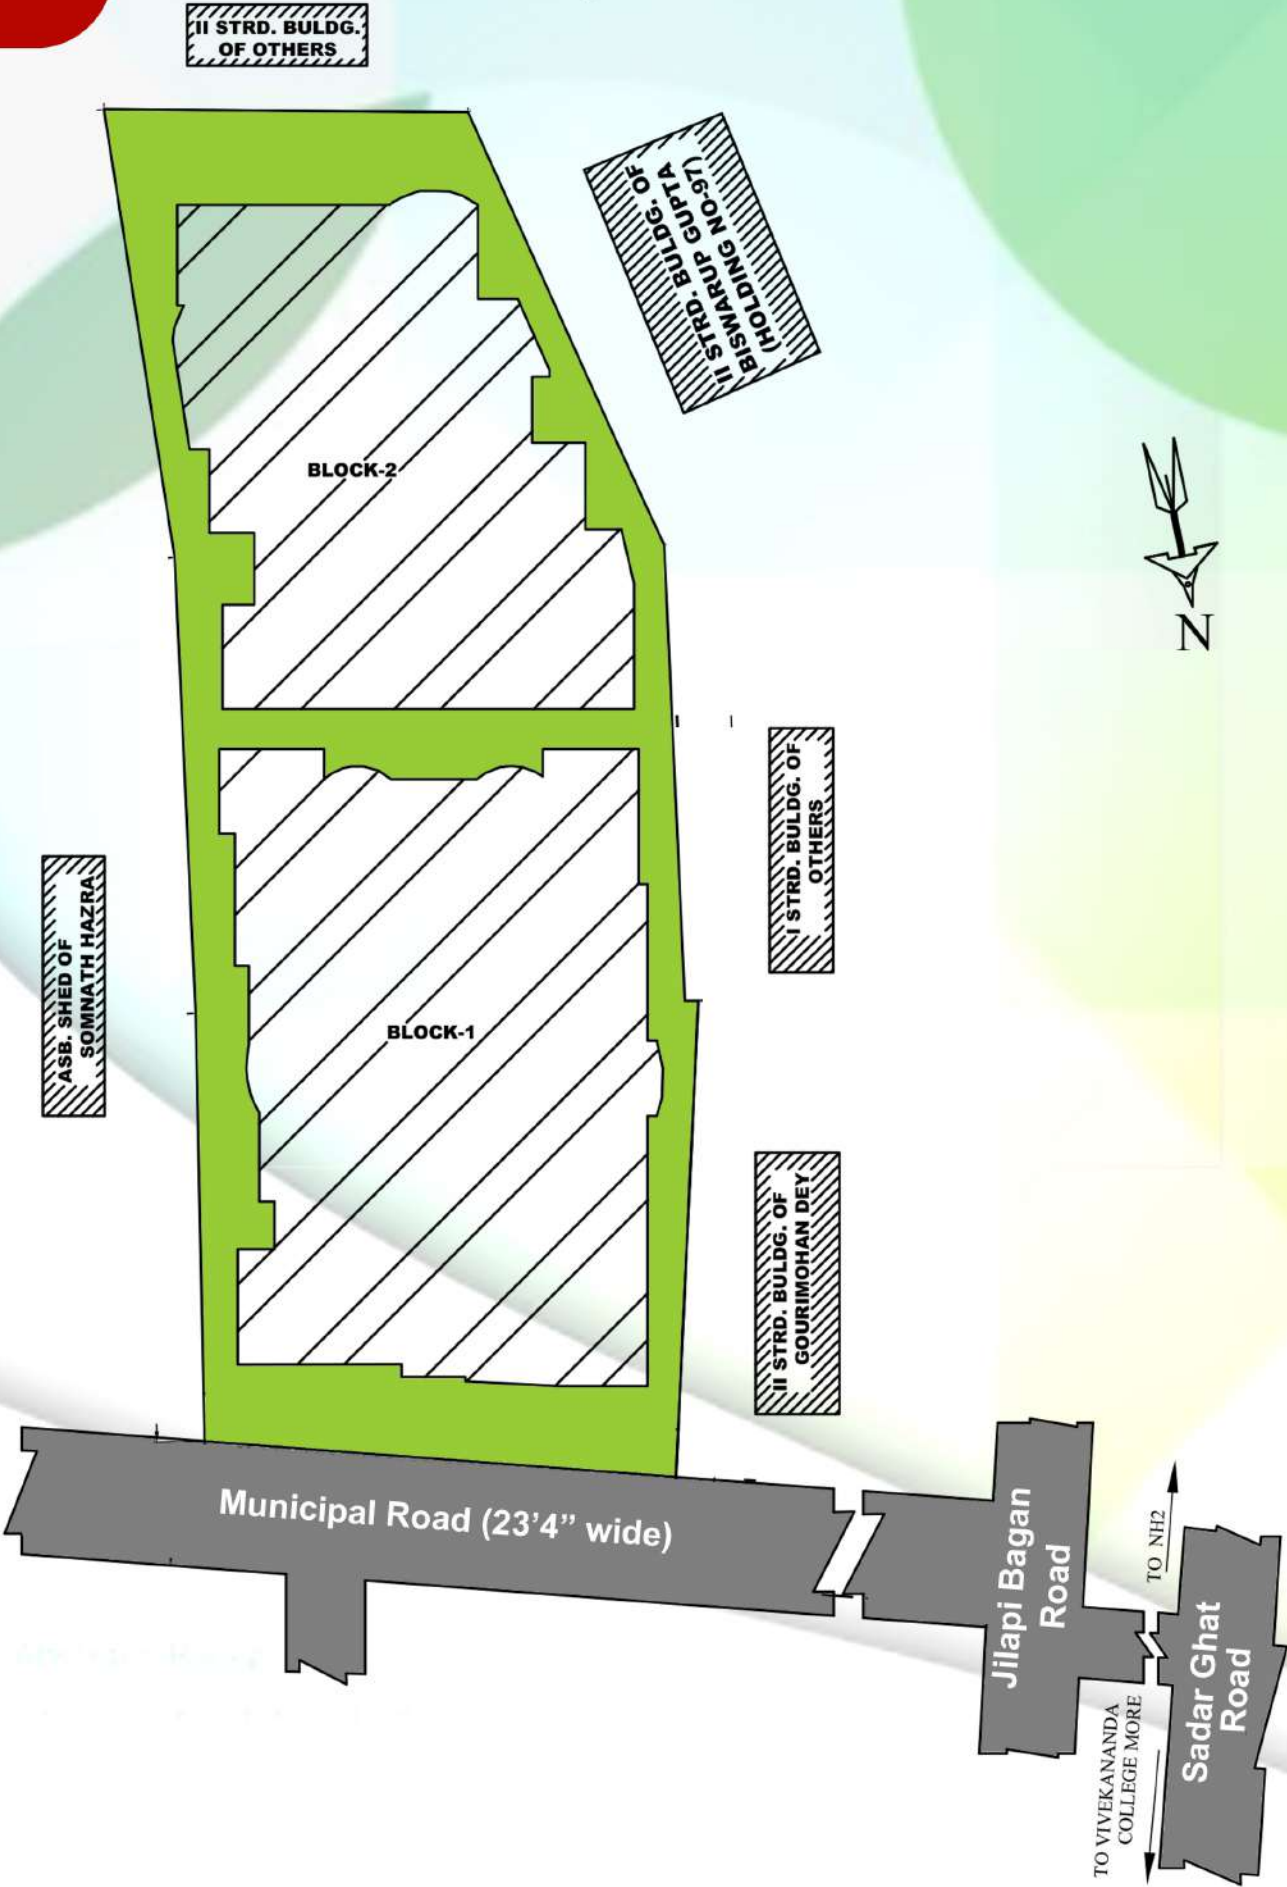 II STRD. BULDG.
OF OTHERS
II STRD. BULDG. OF
BISWARUP GUPTA
(HOLDING NO-97)
BLOCK-2
N
I STRD. BULDG. OF
OTHERS
ASB. SHED OF
SOMNATH HAZRA
BLOCK-1
II STRD. BULDG. OF
GOURIMOHAN DEY
Municipal Road (23'4” wide)
Jilapi Bagan
Road
TO NH2
Sadar Ghat
Road
TO VIVEKANANDA
COLLEGE MORE